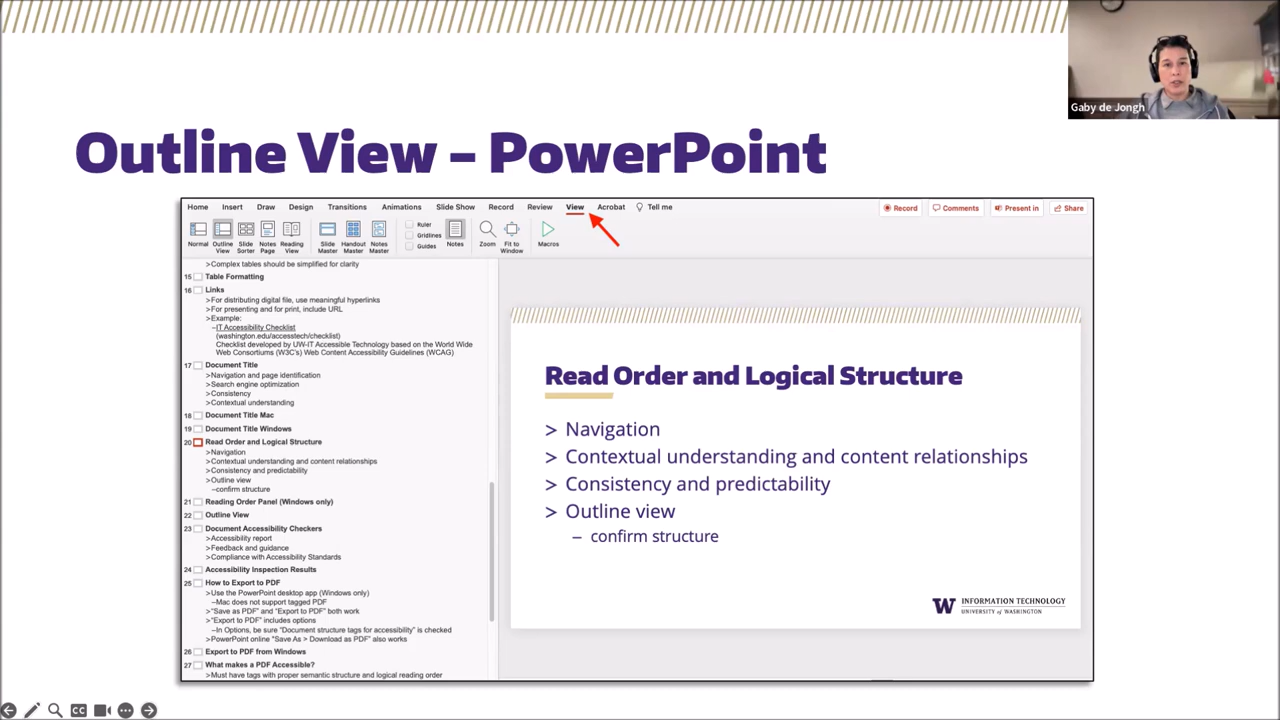 Gaby de Jongh
Outline View – PowerPoint
Home Insert Draw Design Transitions Animations Slide Show Record Review View Acrobat Tell me
Record Comments Present in Share
Normal Outline View Slide Sorter Notes Page Reading View Slide Master Handout Master Notes Master Ruler Gridlines Guides Notes Zoom Fit to Window Macros
>Complex tables should be simplified for clarity
15 Table Formatting
16 Links
>For distributing digital file, use meaningful hyperlinks
>For presenting and for print, include URL
>Example:
–IT Accessibility Checklist
(washington.edu/accesstech/checklist)
Checklist developed by UW-IT Accessible Technology based on the World Wide
Web Consortiums (W3C's) Web Content Accessibility Guidelines (WCAG)
17 Document Title
>Navigation and page identification
>Search engine optimization
>Consistency
>Contextual understanding
18 Document Title Mac
19 Document Title Windows
20 Read Order and Logical Structure
>Navigation
>Contextual understanding and content relationships
>Consistency and predictability
>Outline view
–confirm structure
21 Reading Order Panel (Windows only)
22 Outline View
23 Document Accessibility Checkers
>Accessibility report
>Feedback and guidance
>Compliance with Accessibility Standards
24 Accessibility Inspection Results
25 How to Export to PDF
>Use the PowerPoint desktop app (Windows only)
–Mac does not support tagged PDF
>"Save as PDF" and "Export to PDF" both work
>"Export to PDF" includes options
–In Options, be sure "Document structure tags for accessibility" is checked
>PowerPoint online "Save As > Download as PDF" also works
26 Export to PDF from Windows
27 What makes a PDF Accessible?
>Must have tags with proper semantic structure and logical reading order
Read Order and Logical Structure
> Navigation
> Contextual understanding and content relationships
> Consistency and predictability
> Outline view
– confirm structure
W INFORMATION TECHNOLOGY
UNIVERSITY of WASHINGTON
CC